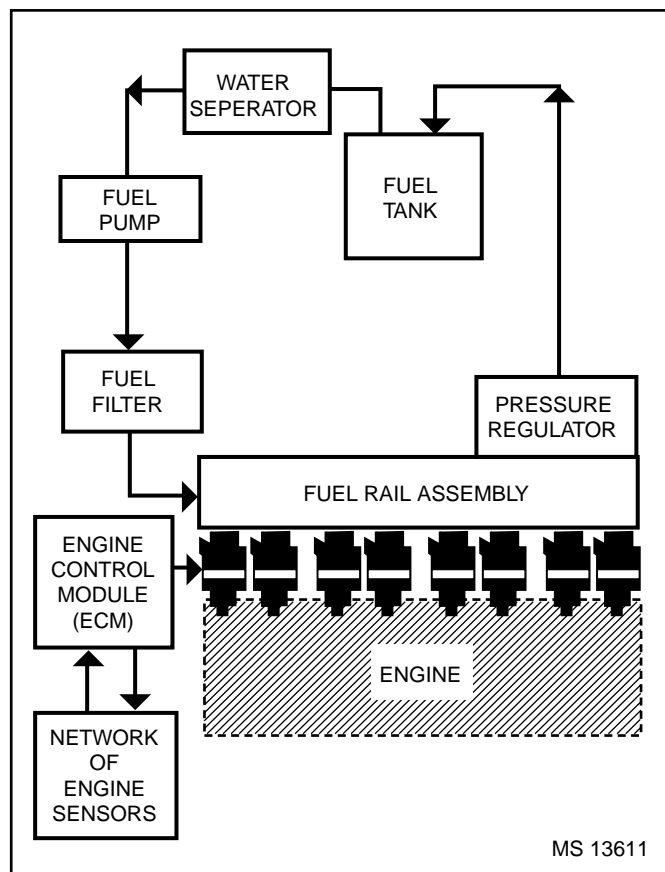 WATER
SEPERATOR
FUEL
TANK
FUEL
PUMP
FUEL
FILTER
PRESSURE
REGULATOR
FUEL RAIL ASSEMBLY
ENGINE
CONTROL
MODULE
(ECM)
ENGINE
NETWORK
OF
ENGINE
SENSORS
MS 13611